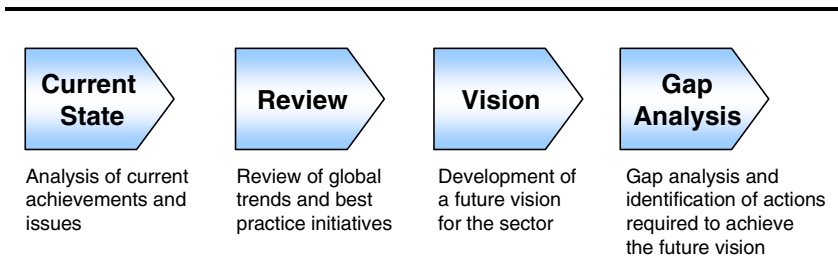 Current
State
Review
Vision
Gap
Analysis
Analysis of current
achievements and
issues
Review of global
trends and best
practice initiatives
Development of
a future vision
for the sector
Gap analysis and
identification of actions
required to achieve
the future vision